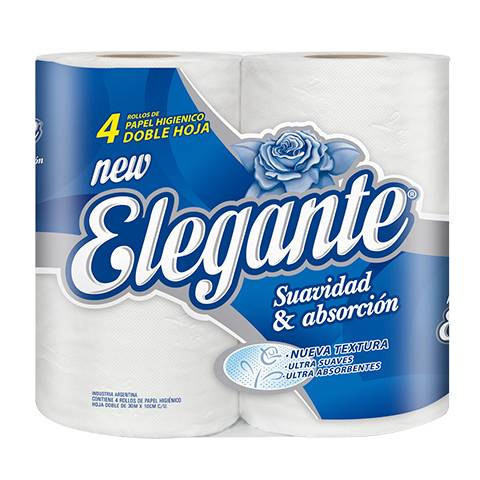 4 ROLLOS DE
PAPEL HIGIENICO
DOBLE HOJA
new
Elegante®
Suavidad
& absorción
• NUEVA TEXTURA
• ULTRA SUAVES
• ULTRA ABSORBENTES
INDUSTRIA ARGENTINA
CONTIENE 4 ROLLOS DE PAPEL HIGIÉNICO
HOJA DOBLE DE 30M X 10CM C/U.